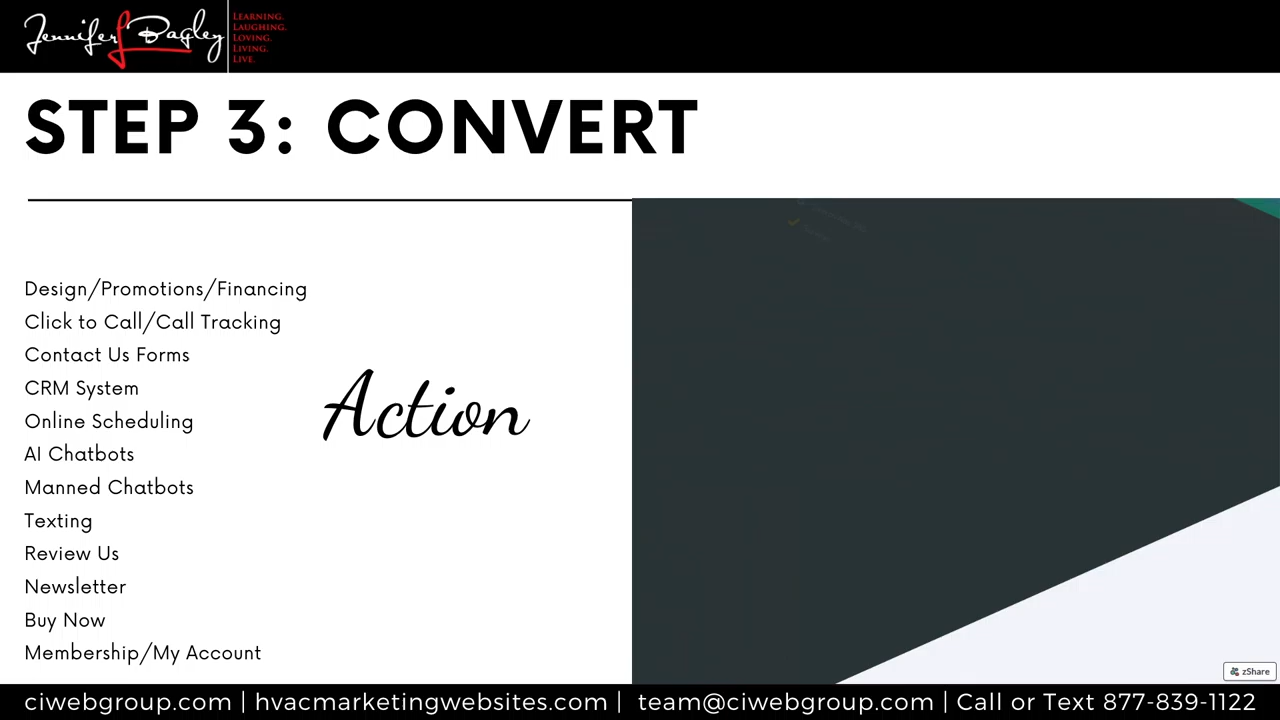 Jennifer Bagley
LEARNING.
LAUGHING.
LOVING.
LIVING.
LIVE.
STEP 3: CONVERT
Design/Promotions/Financing
Click to Call/Call Tracking
Contact Us Forms
CRM System
Online Scheduling
AI Chatbots
Manned Chatbots
Texting
Review Us
Newsletter
Buy Now
Membership/My Account
Action
zShare
ciwebgroup.com | hvacmarketingwebsites.com | team@ciwebgroup.com | Call or Text 877-839-1122